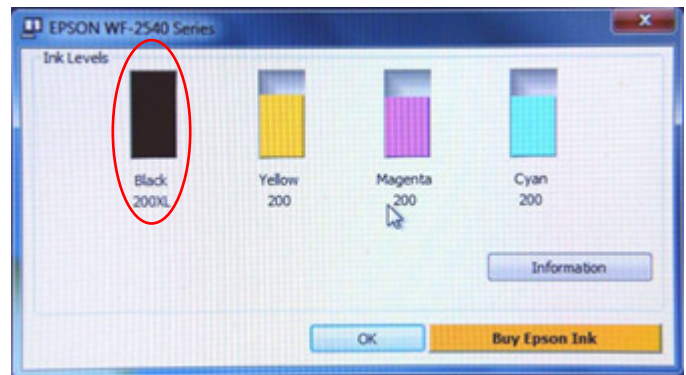 EPSON WF-2540 Series
Ink Levels
Black
200XL
Yellow
200
Magenta
200
Cyan
200
Information
OK
Buy Epson Ink